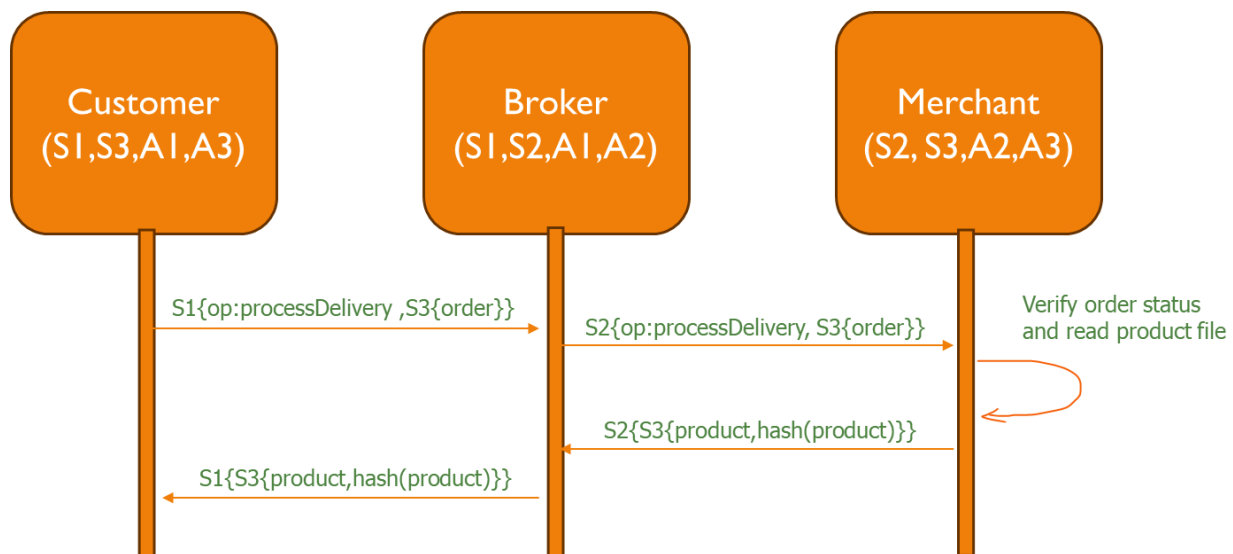 Customer
(S1,S3,A1,A3)
Broker
(S1,S2,A1,A2)
Merchant
(S2, S3,A2,A3)
S1{op:processDelivery ,S3{order}}
S2{op:processDelivery, S3{order}}
Verify order status
and read product file
S2{S3{product,hash(product)}}
S1{S3{product,hash(product)}}